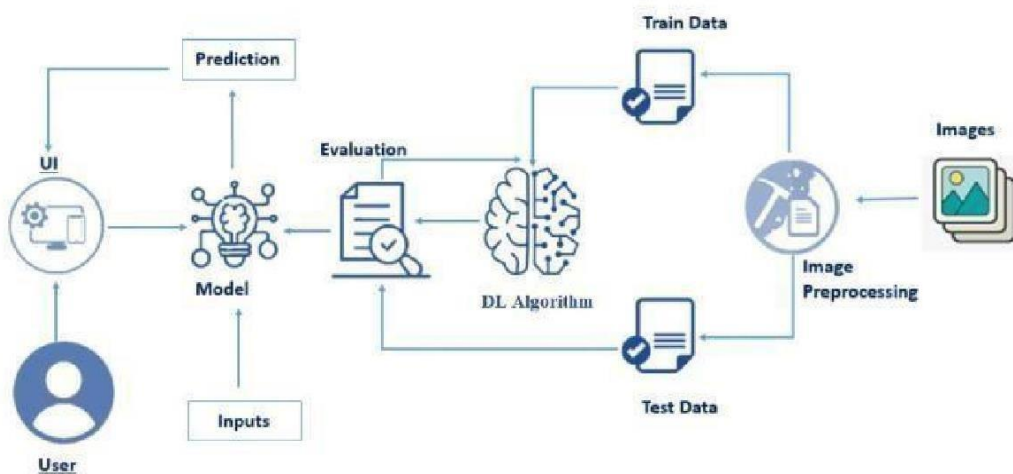 Train Data
Prediction
Images
Evaluation
UI
Image
Preprocessing
Model
DL Algorithm
Test Data
Inputs
User